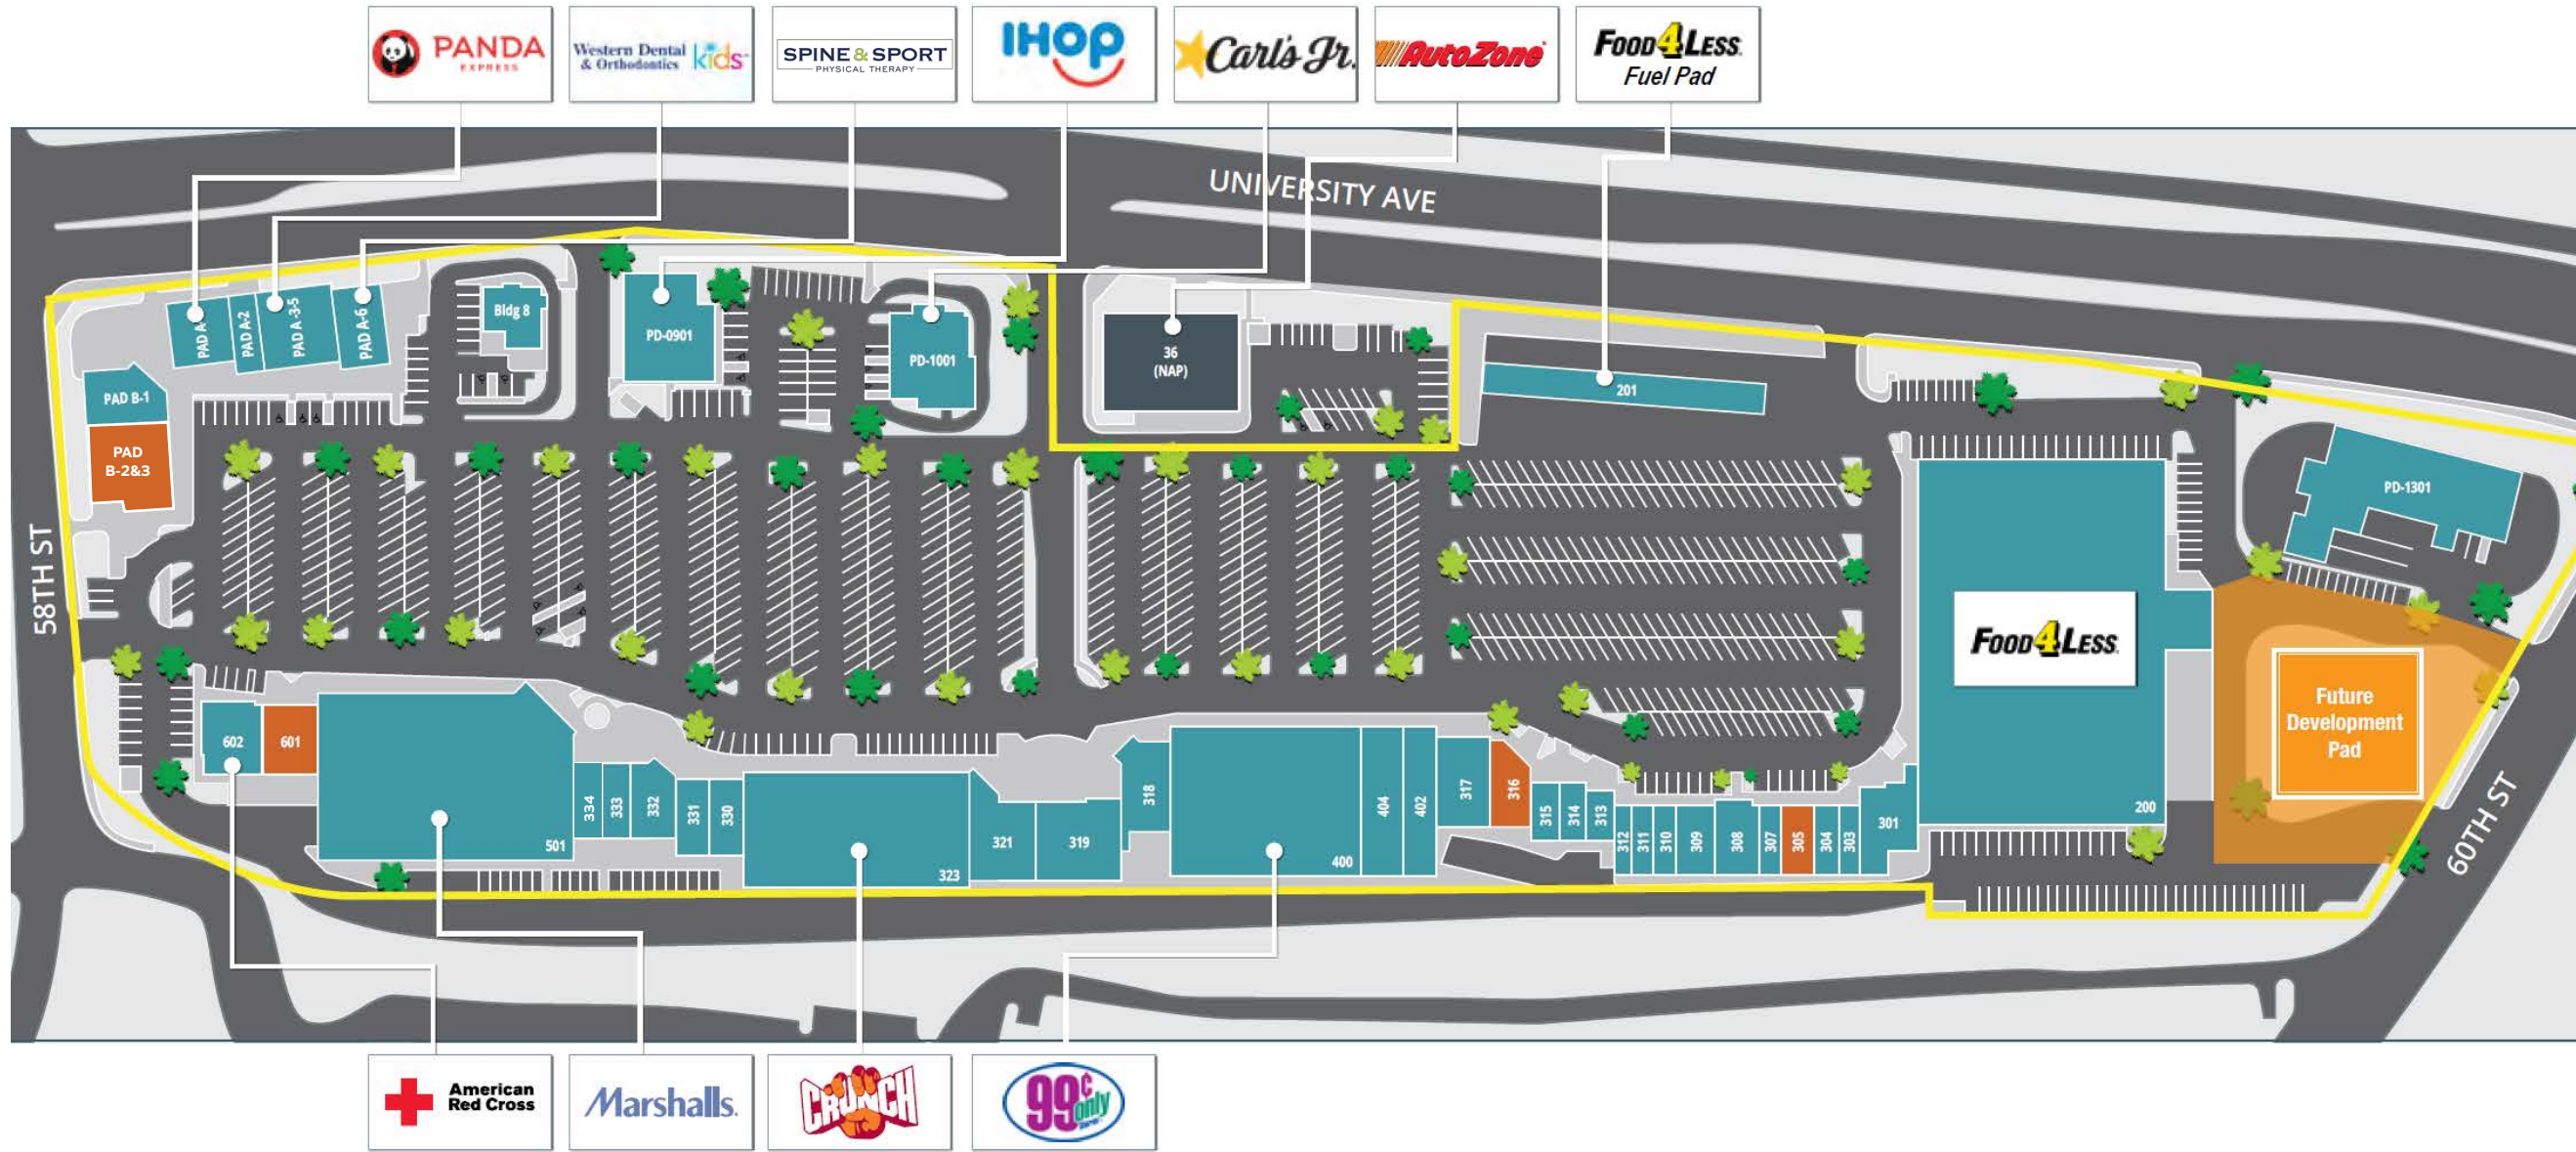 PANDA
EXPRESS
Western Dental
& Orthodontics kids
SPINE & SPORT
PHYSICAL THERAPY
IHOP
Carl's Jr.
AutoZone
FOOD 4 LESS
Fuel Pad
UNIVERSITY AVE
58TH ST
60TH ST
PAD A-
PAD A-2
PAD A-3-5
PAD A-6
Bldg 8
PD-0901
PD-1001
36
(NAP)
201
PAD B-1
PAD
B-2&3
PD-1301
FOOD 4 LESS
200
Future
Development
Pad
602
601
501
334
333
332
331
330
323
321
319
318
400
404
402
317
316
315
314
313
312
311
310
309
308
307
305
304
303
301
American
Red Cross
Marshalls.
CRUNCH
99¢
only